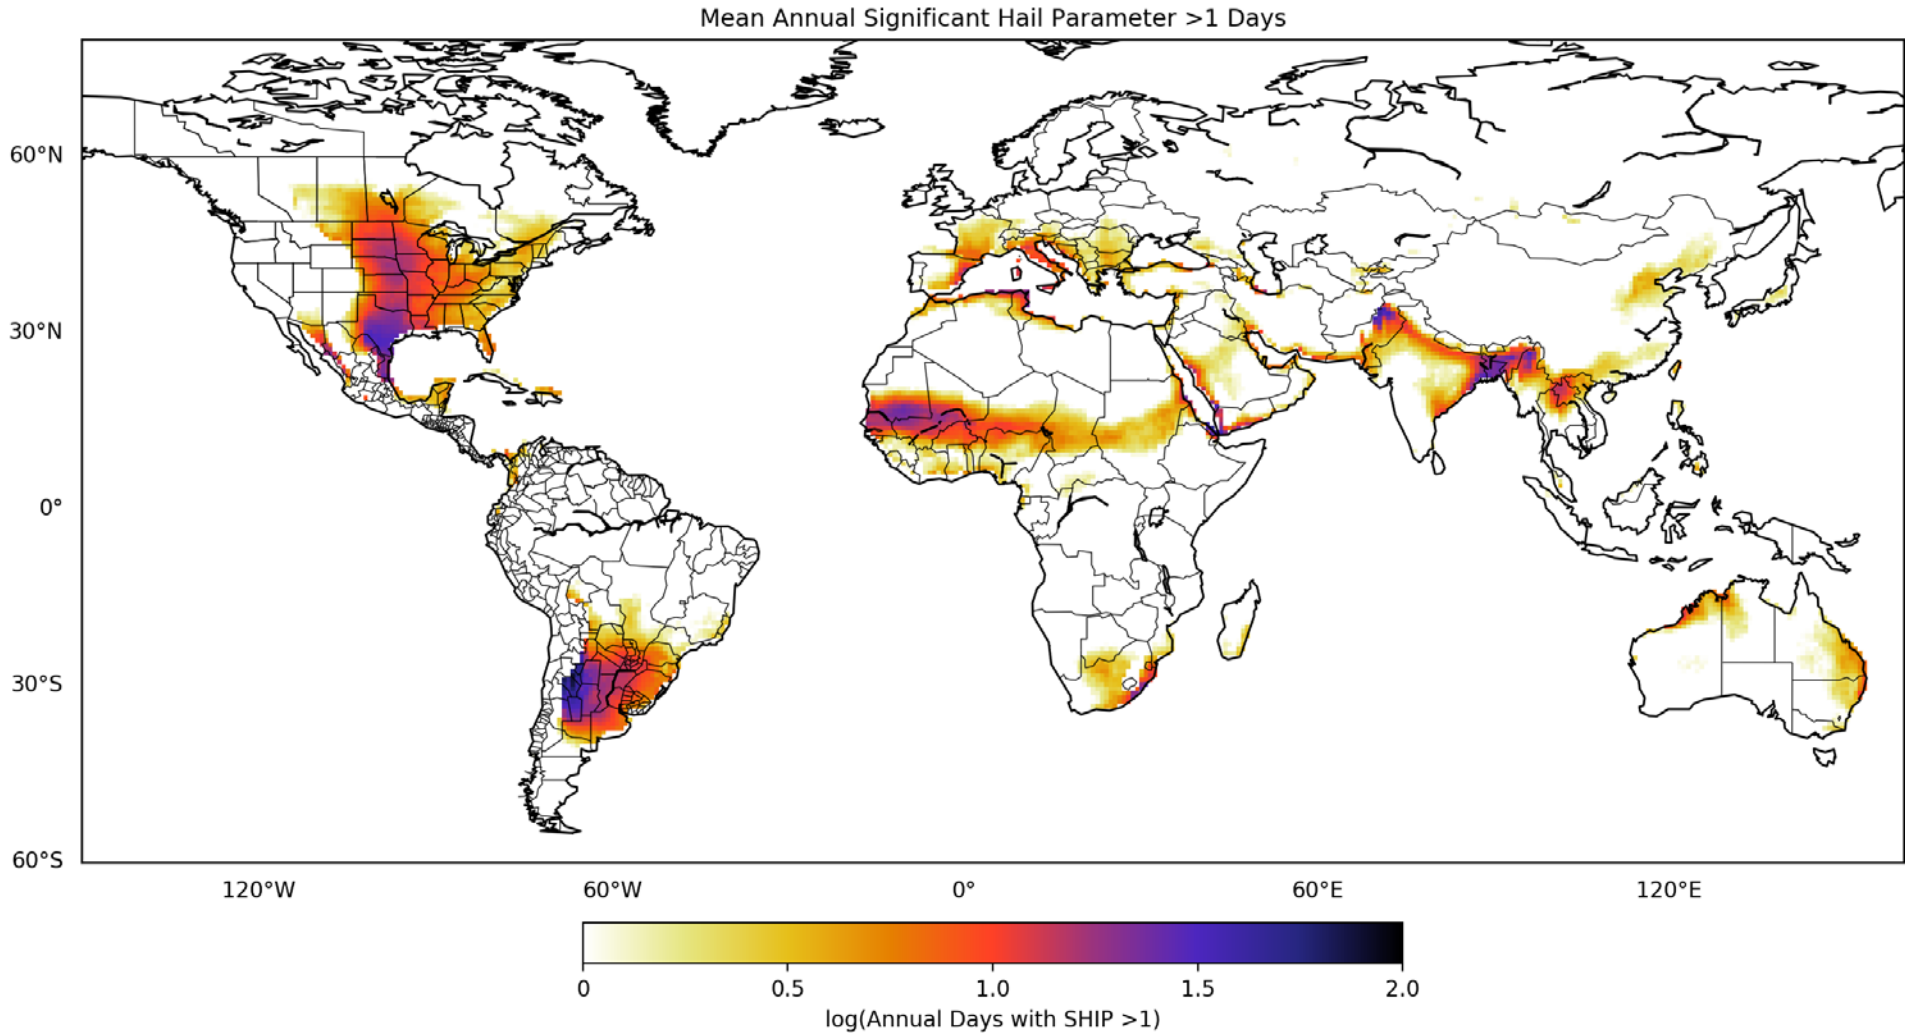 Mean Annual Significant Hail Parameter >1 Days
60°N
30°N
0°
30°S
60°S
120°W 60°W 0° 60°E 120°E
0 0.5 1.0 1.5 2.0
log(Annual Days with SHIP >1)